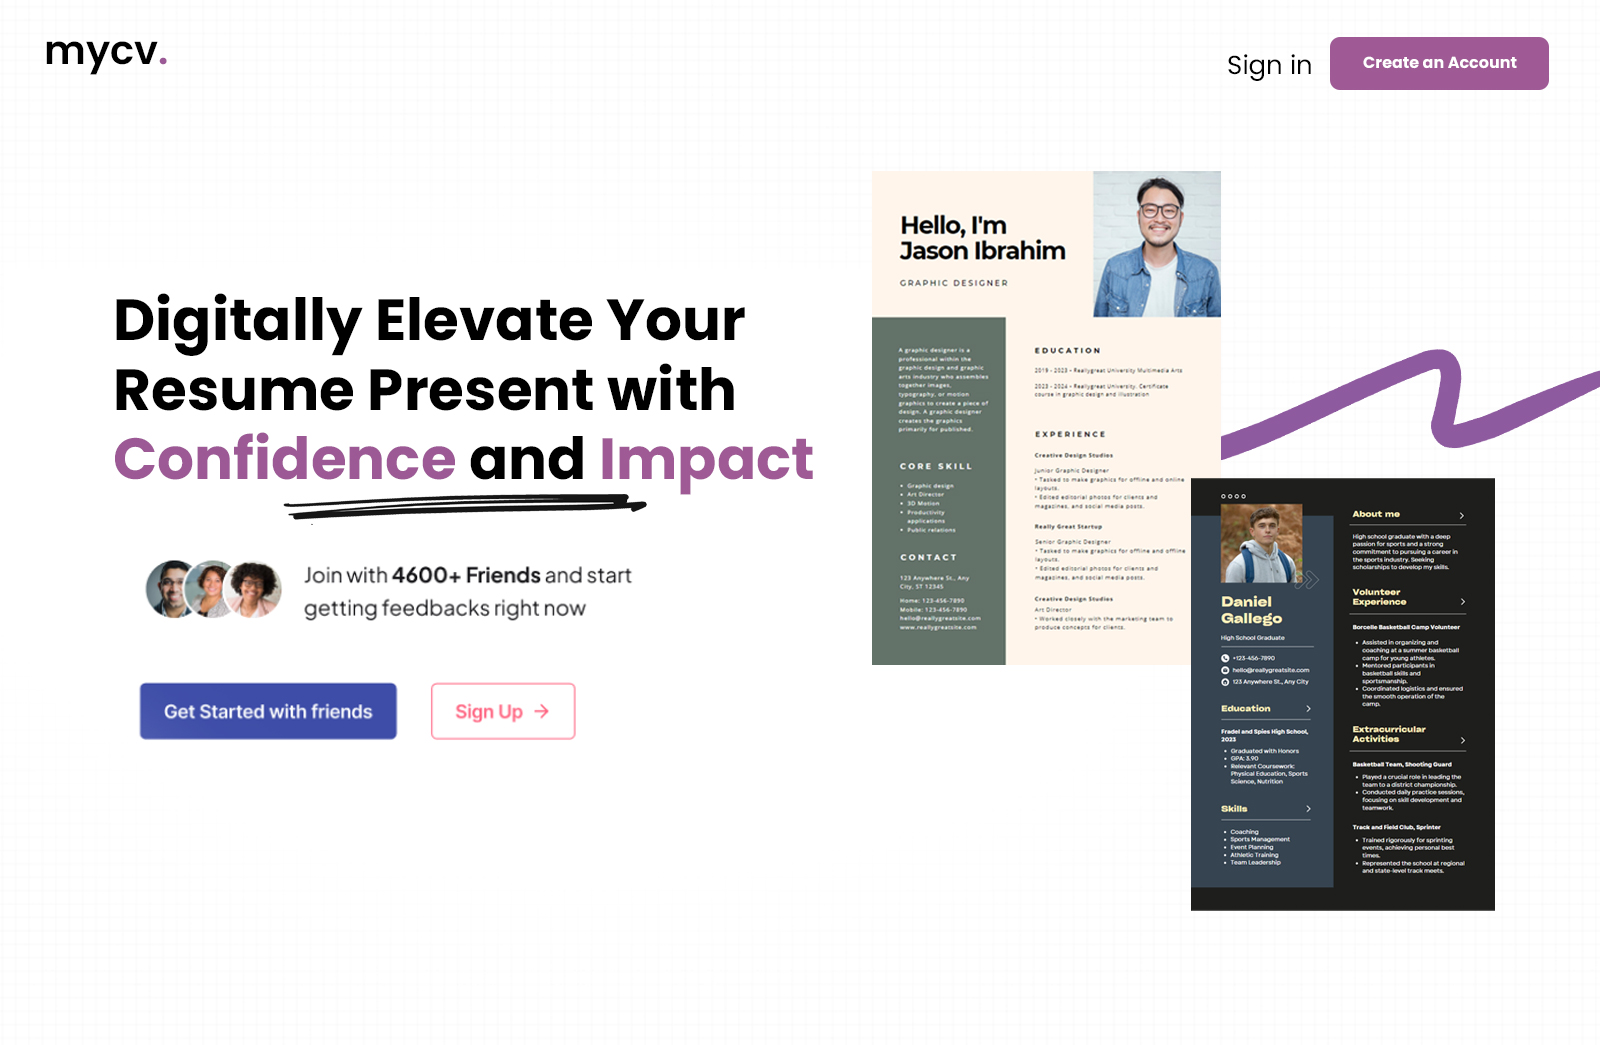 mycv.
Sign in
Create an Account
Digitally Elevate Your
Resume Present with
Confidence and Impact
Join with 4600+ Friends and start
getting feedbacks right now
Get Started with friends
Sign Up →
Hello, I'm
Jason Ibrahim
GRAPHIC DESIGNER
A graphic designer is a
professional within the
graphic design and graphic
arts industry who assembles
together images,
typography, or motion
graphics to create a piece of
design. A graphic designer
creates the graphics
primarily for published.
CORE SKILL
• Graphic design
• Art Director
• 3D Motion
• Productivity
applications
• Public relations
CONTACT
123 Anywhere St., Any
City, ST 12345
Home: 123-456-7890
Mobile: 123-456-7890
hello@reallygreatsite.com
www.reallygreatsite.com
EDUCATION
2019 - 2023 - Reallygreat University Multimedia Arts
2023 - 2024 - Reallygreat University. Certificate
course in graphic design and illustration
EXPERIENCE
Creative Design Studios
Junior Graphic Designer
• Tasked to make graphics for offline and online
layouts.
• Edited editorial photos for clients and
magazines, and social media posts.
Really Great Startup
Senior Graphic Designer
• Tasked to make graphics for offline and offline
layouts.
• Edited editorial photos for clients and
magazines, and social media posts.
Creative Design Studios
Art Director
• Worked closely with the marketing team to
produce concepts for clients.
Daniel
Gallego
High School Graduate
+123-456-7890
hello@reallygreatsite.com
123 Anywhere St., Any City
Education
Fradel and Spies High School,
2023
• Graduated with Honors
• GPA: 3.90
• Relevant Coursework:
Physical Education, Sports
Science, Nutrition
Skills
• Coaching
• Sports Management
• Event Planning
• Athletic Training
• Team Leadership
About me
High school graduate with a deep
passion for sports and a strong
commitment to pursuing a career in
the sports industry. Seeking
scholarships to develop my skills.
Volunteer
Experience
Borcelle Basketball Camp Volunteer
• Assisted in organizing and
coaching at a summer basketball
camp for young athletes.
• Mentored participants in
basketball skills and
sportsmanship.
• Coordinated logistics and ensured
the smooth operation of the
camp.
Extracurricular
Activities
Basketball Team, Shooting Guard
• Played a crucial role in leading the
team to a district championship.
• Conducted daily practice sessions,
focusing on skill development and
teamwork.
Track and Field Club, Sprinter
• Trained rigorously for sprinting
events, achieving personal best
times.
• Represented the school at regional
and state-level track meets.